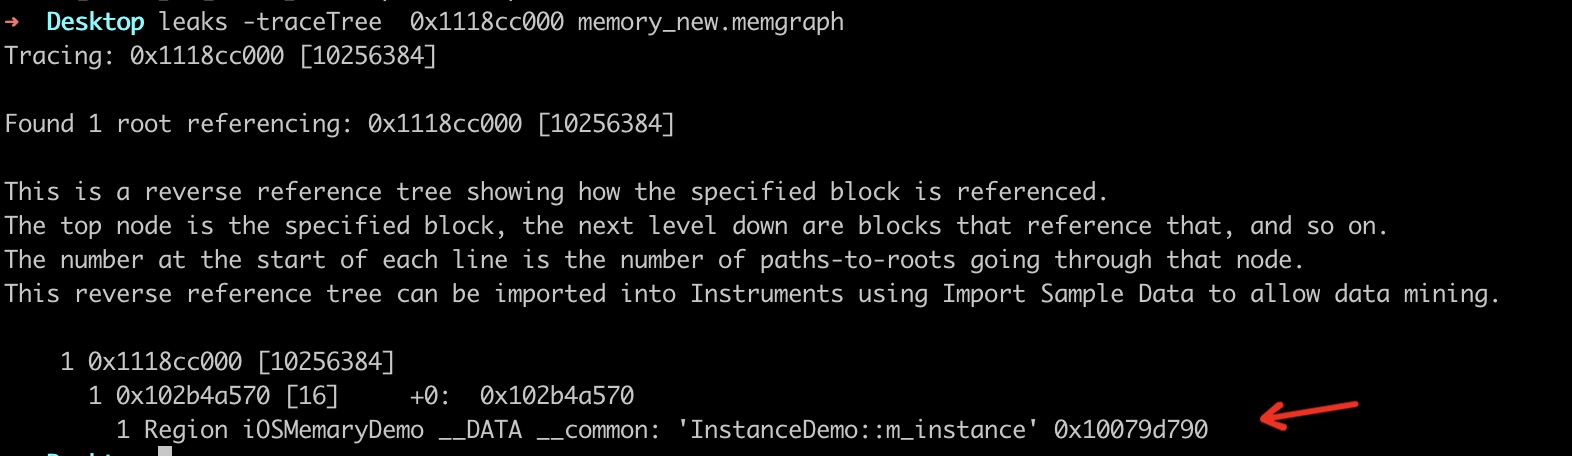 → Desktop leaks -traceTree 0x1118cc000 memory_new.memgraph
Tracing: 0x1118cc000 [10256384]
Found 1 root referencing: 0x1118cc000 [10256384]
This is a reverse reference tree showing how the specified block is referenced.
The top node is the specified block, the next level down are blocks that reference that, and so on.
The number at the start of each line is the number of paths-to-roots going through that node.
This reverse reference tree can be imported into Instruments using Import Sample Data to allow data mining.
1 0x1118cc000 [10256384]
1 0x102b4a570 [16] +0: 0x102b4a570
1 Region iOSMemaryDemo __DATA __common: 'InstanceDemo::m_instance' 0x10079d790
Desktop